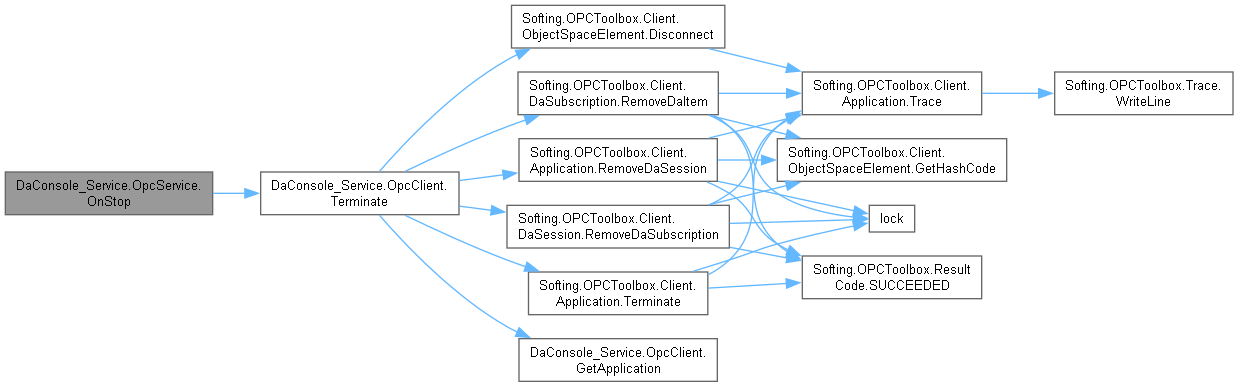 DaConsole_Service.OpcService.
OnStop
DaConsole_Service.OpcClient.
Terminate
Softing.OPCToolbox.Client.
ObjectSpaceElement.Disconnect
Softing.OPCToolbox.Client.
DaSubscription.RemoveDaItem
Softing.OPCToolbox.Client.
Application.RemoveDaSession
Softing.OPCToolbox.Client.
DaSession.RemoveDaSubscription
Softing.OPCToolbox.Client.
Application.Terminate
DaConsole_Service.OpcClient.
GetApplication
Softing.OPCToolbox.Client.
Application.Trace
Softing.OPCToolbox.Client.
ObjectSpaceElement.GetHashCode
lock
Softing.OPCToolbox.Result
Code.SUCCEEDED
Softing.OPCToolbox.Trace.
WriteLine